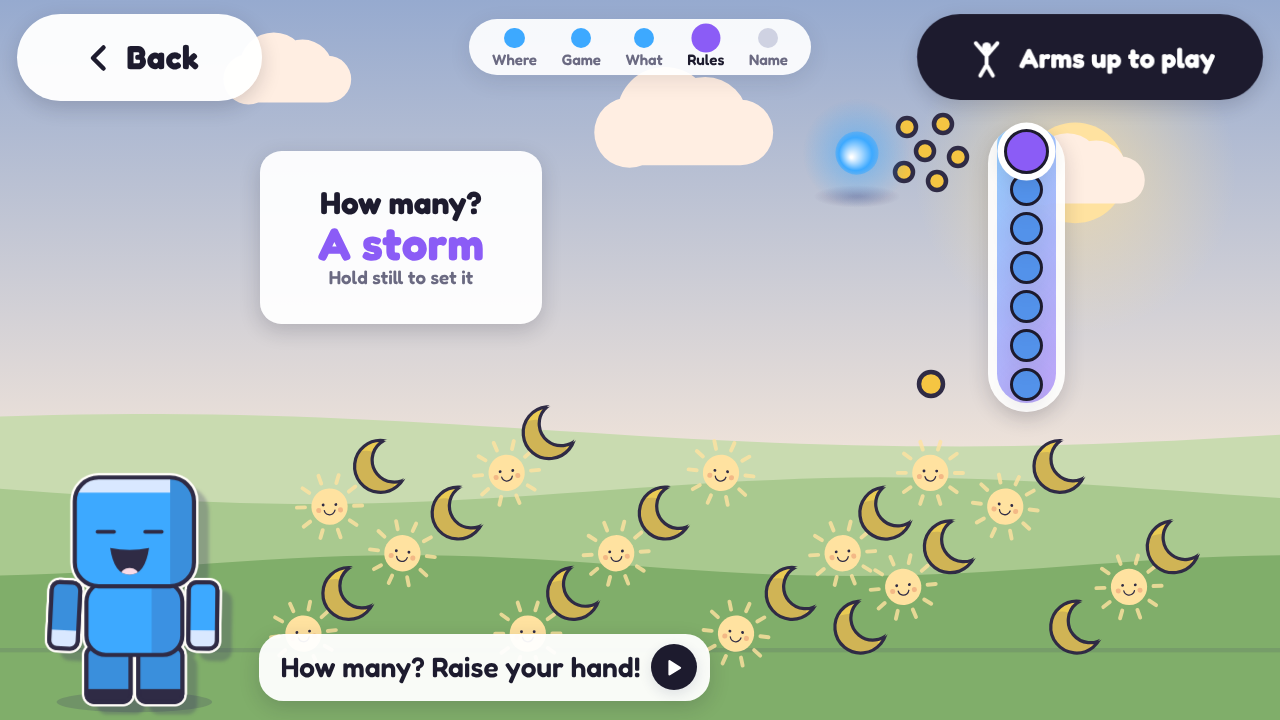 Back
Where
Game
What
Rules
Name
Arms up to play
How many?
A storm
Hold still to set it
How many? Raise your hand!